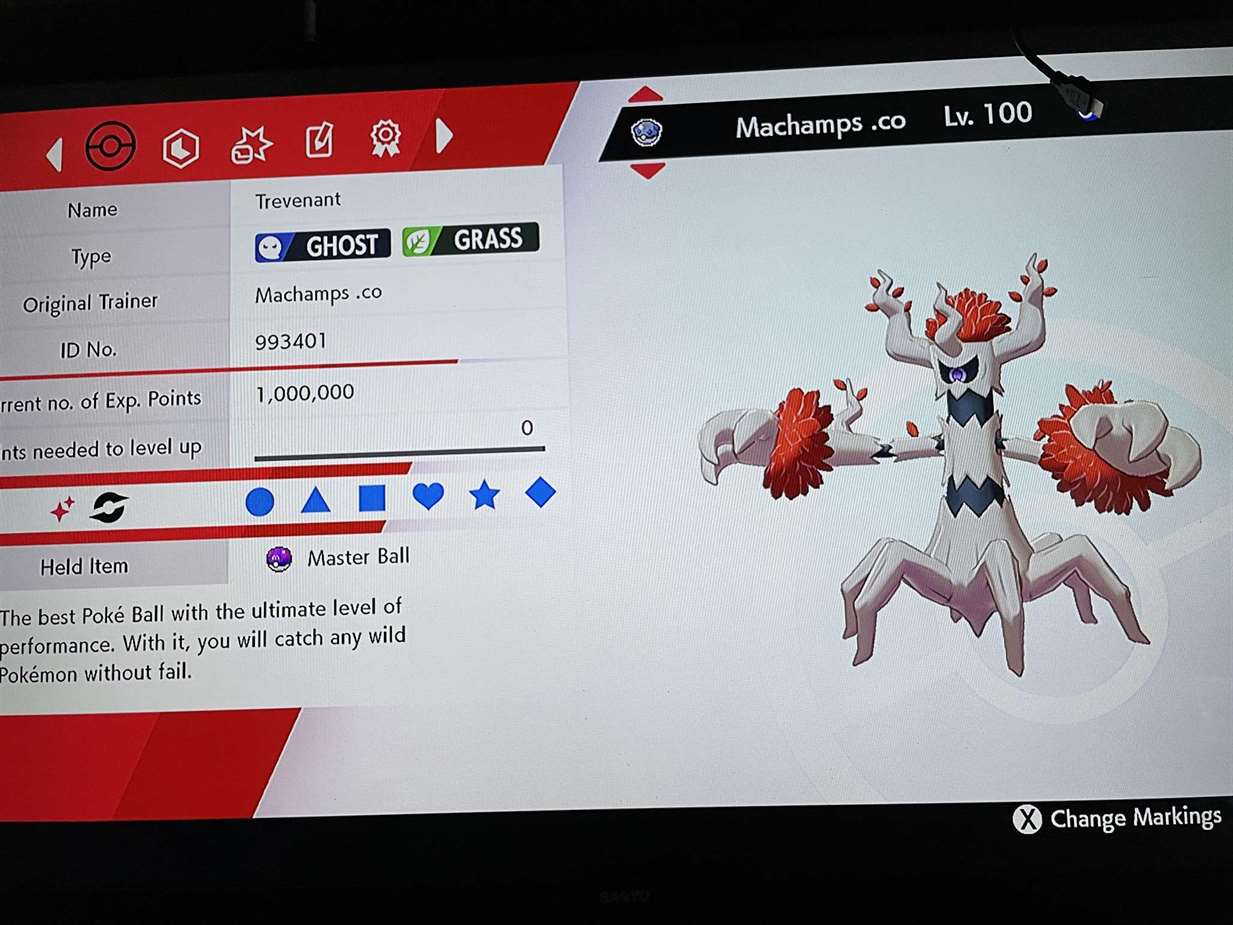 Machamps .co Lv. 100
Name Trevenant
Type GHOST GRASS
Original Trainer Machamps .co
ID No. 993401
rrent no. of Exp. Points 1,000,000
nts needed to level up 0
Held Item Master Ball
The best Poké Ball with the ultimate level of
performance. With it, you will catch any wild
Pokémon without fail.
X Change Markings
SANYO